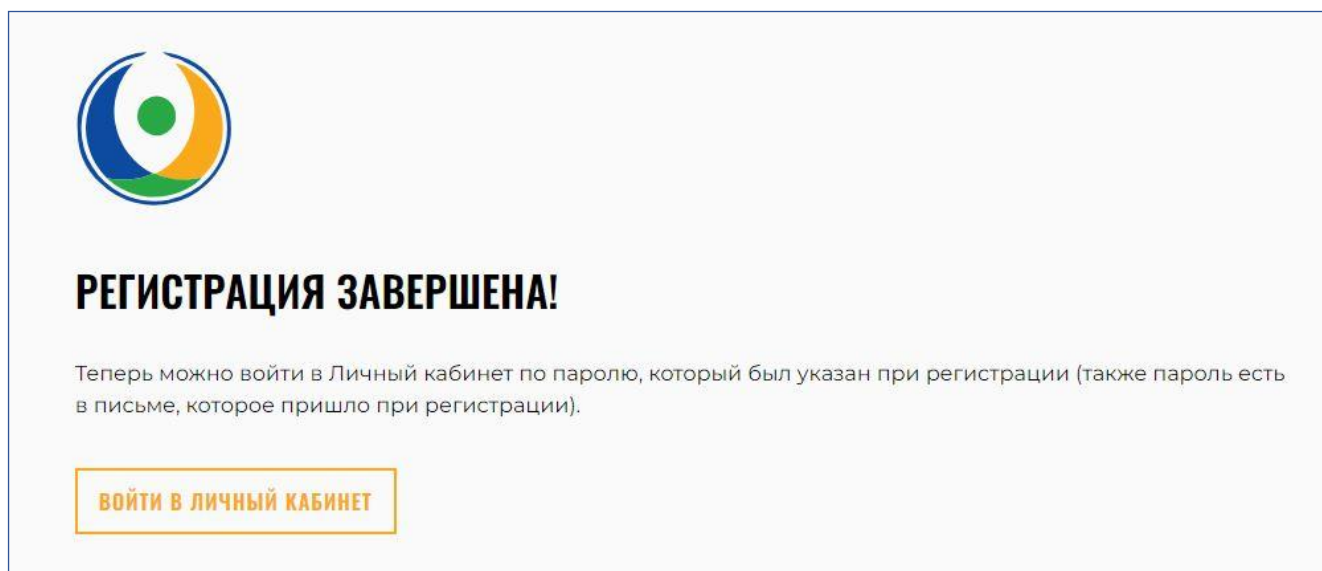 РЕГИСТРАЦИЯ ЗАВЕРШЕНА!
Теперь можно войти в Личный кабинет по паролю, который был указан при регистрации (также пароль есть
в письме, которое пришло при регистрации).
ВОЙТИ В ЛИЧНЫЙ КАБИНЕТ